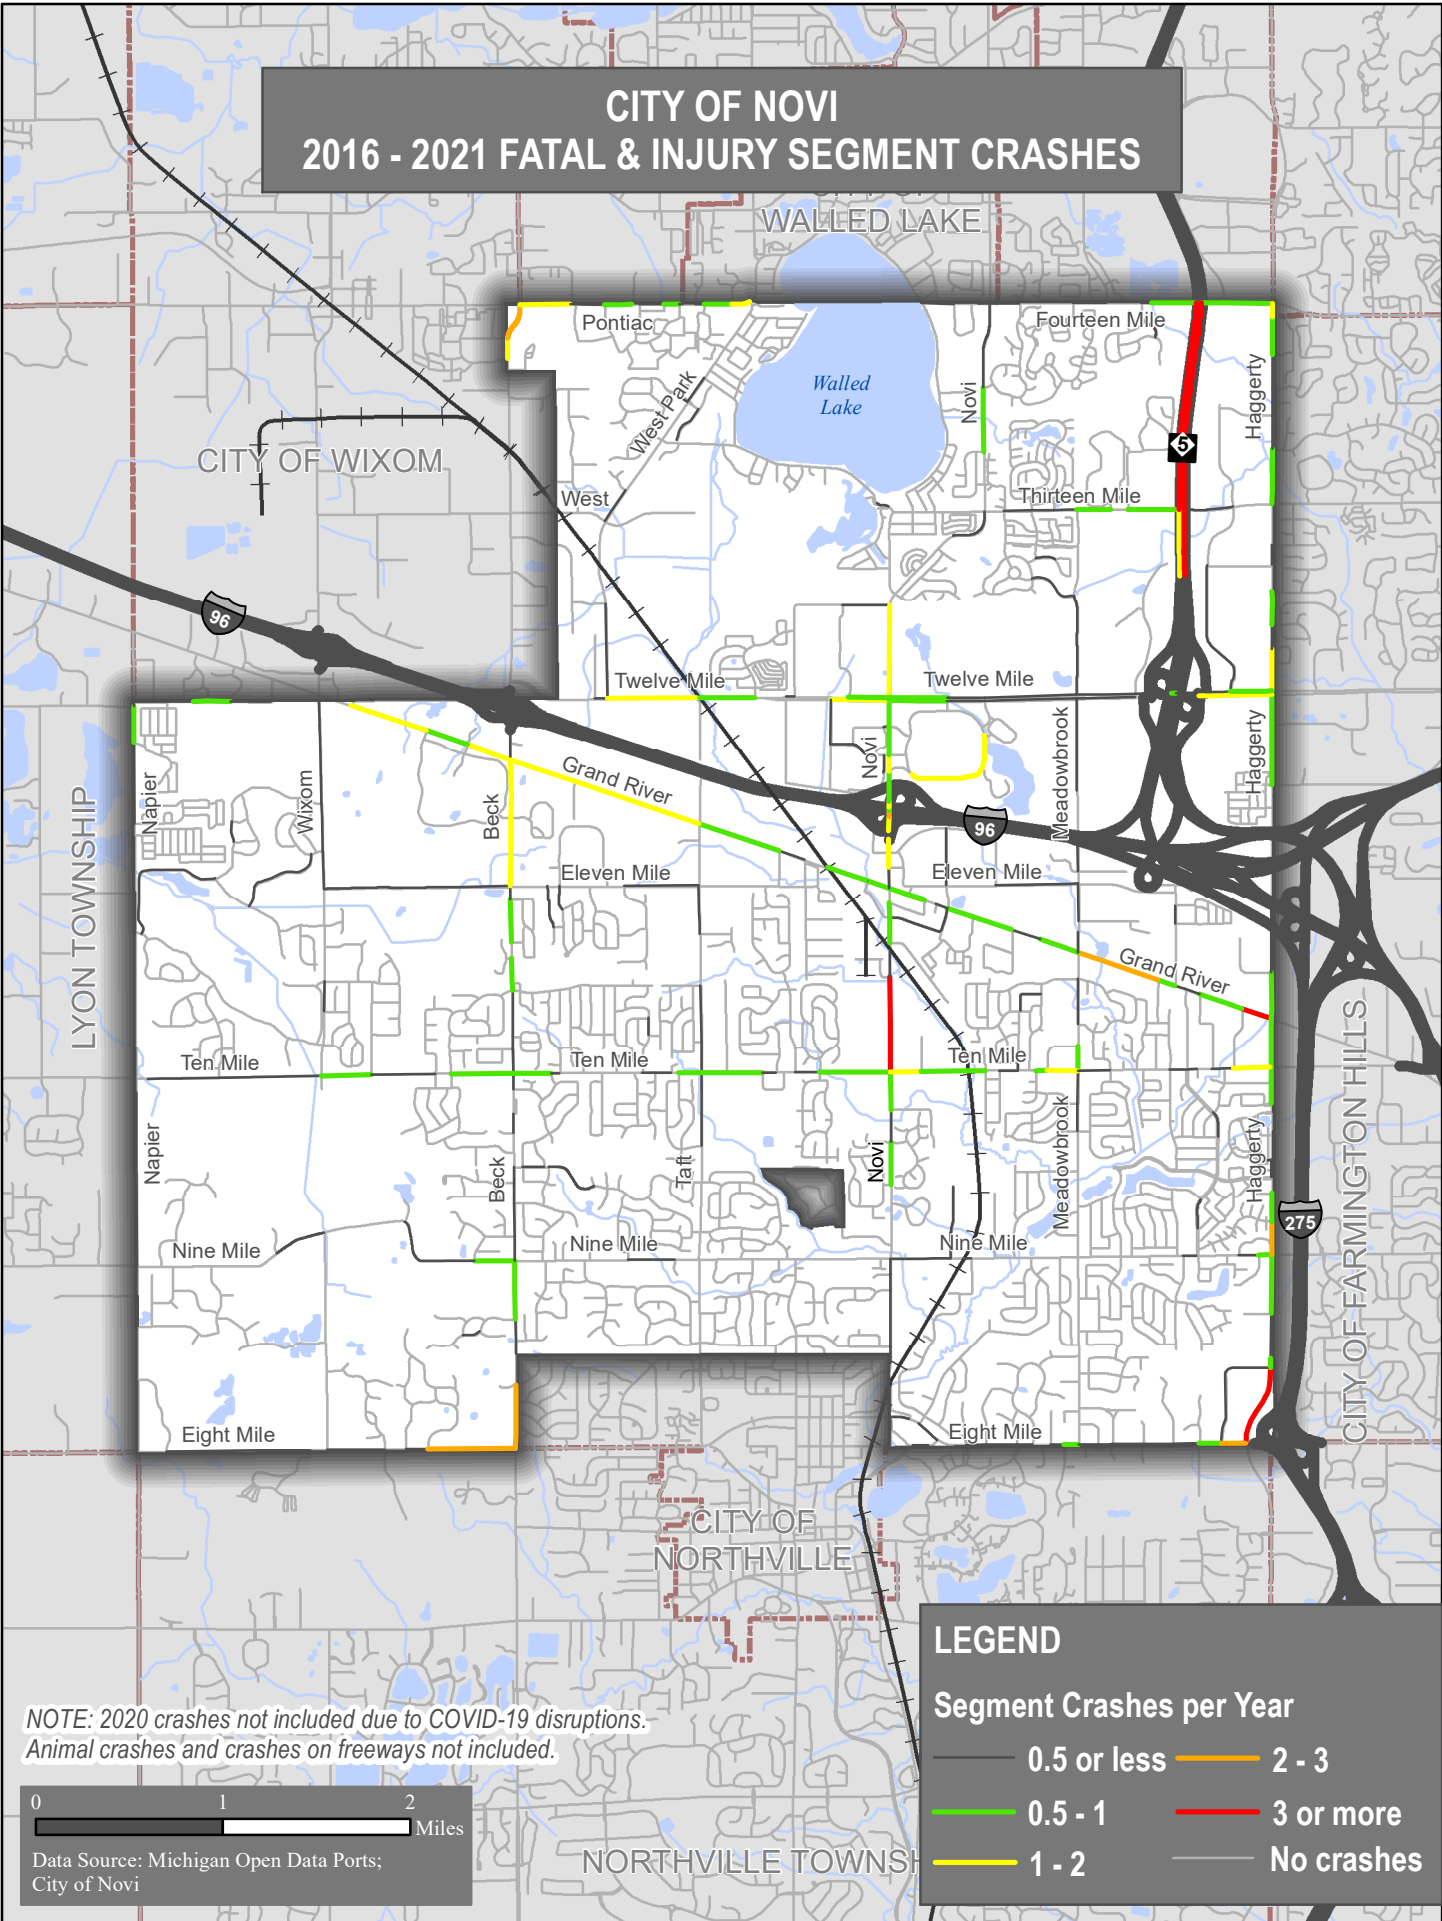 CITY OF NOVI
2016 - 2021 FATAL & INJURY SEGMENT CRASHES
WALLED LAKE
Pontiac
Fourteen Mile
Haggerty
Walled
Lake
Novi
West Park
5
CITY OF WIXOM
West
Thirteen Mile
96
Twelve Mile
Twelve Mile
Meadowbrook
Haggerty
Novi
Grand River
Napier
Wixom
Beck
96
LYON TOWNSHIP
Eleven Mile
Eleven Mile
Grand River
Ten Mile
Ten Mile
Ten Mile
CITY OF FARMINGTON HILLS
Napier
Beck
Taft
Novi
Meadowbrook
Haggerty
275
Nine Mile
Nine Mile
Nine Mile
Eight Mile
Eight Mile
CITY OF
NORTHVILLE
NORTHVILLE TOWNSH
NOTE: 2020 crashes not included due to COVID-19 disruptions.
Animal crashes and crashes on freeways not included.
0 1 2
Miles
Data Source: Michigan Open Data Ports;
City of Novi
LEGEND
Segment Crashes per Year
0.5 or less
2 - 3
0.5 - 1
3 or more
1 - 2
No crashes